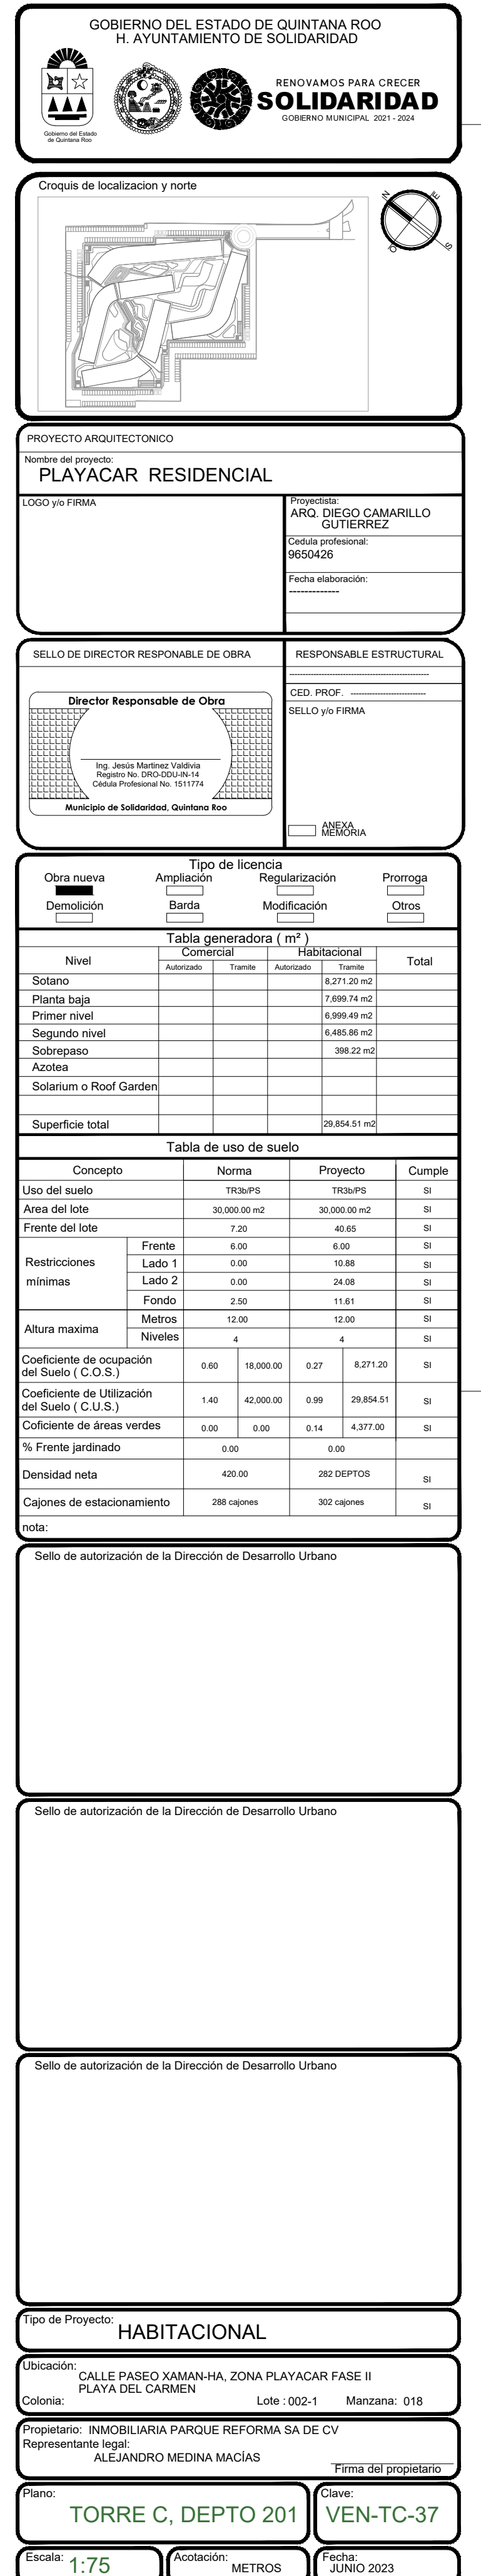 GOBIERNO DEL ESTADO DE QUINTANA ROO
H. AYUNTAMIENTO DE SOLIDARIDAD
Gobierno del Estado
de Quintana Roo
RENOVAMOS PARA CRECER
SOLIDARIDAD
GOBIERNO MUNICIPAL 2021 - 2024
Croquis de localizacion y norte
N E
O S
PROYECTO ARQUITECTONICO
Nombre del proyecto:
PLAYACAR RESIDENCIAL
LOGO y/o FIRMA
Proyectista:
ARQ. DIEGO CAMARILLO
GUTIERREZ
Cedula profesional:
9650426
Fecha elaboración:
-------------
SELLO DE DIRECTOR RESPONABLE DE OBRA
Director Responsable de Obra
Ing. Jesús Martinez Valdivia
Registro No. DRO-DDU-IN-14
Cédula Profesional No. 1511774
Municipio de Solidaridad, Quintana Roo
RESPONSABLE ESTRUCTURAL
----------------------------------------------------
CED. PROF. ----------------------------
SELLO y/o FIRMA
ANEXA
MEMORIA
Tipo de licencia
Obra nueva Ampliación Regularización Prorroga
Demolición Barda Modificación Otros
Tabla generadora ( m² )
Nivel Comercial Habitacional Total
Autorizado Tramite Autorizado Tramite
Sotano 8,271.20 m2
Planta baja 7,699.74 m2
Primer nivel 6,999.49 m2
Segundo nivel 6,485.86 m2
Sobrepaso 398.22 m2
Azotea
Solarium o Roof Garden
Superficie total 29,854.51 m2
Tabla de uso de suelo
Concepto Norma Proyecto Cumple
Uso del suelo TR3b/PS TR3b/PS SI
Area del lote 30,000.00 m2 30,000.00 m2 SI
Frente del lote 7.20 40.65 SI
Restricciones
mínimas
Frente 6.00 6.00 SI
Lado 1 0.00 10.88 SI
Lado 2 0.00 24.08 SI
Fondo 2.50 11.61 SI
Altura maxima
Metros 12.00 12.00 SI
Niveles 4 4 SI
Coeficiente de ocupación
del Suelo ( C.O.S.) 0.60 18,000.00 0.27 8,271.20 SI
Coeficiente de Utilización
del Suelo ( C.U.S.) 1.40 42,000.00 0.99 29,854.51 SI
Coficiente de áreas verdes 0.00 0.00 0.14 4,377.00 SI
% Frente jardinado 0.00 0.00
Densidad neta 420.00 282 DEPTOS SI
Cajones de estacionamiento 288 cajones 302 cajones SI
nota:
Sello de autorización de la Dirección de Desarrollo Urbano
Sello de autorización de la Dirección de Desarrollo Urbano
Sello de autorización de la Dirección de Desarrollo Urbano
Tipo de Proyecto:
HABITACIONAL
Ubicación:
CALLE PASEO XAMAN-HA, ZONA PLAYACAR FASE II
PLAYA DEL CARMEN
Colonia: Lote : 002-1 Manzana: 018
Propietario: INMOBILIARIA PARQUE REFORMA SA DE CV
Representante legal:
ALEJANDRO MEDINA MACÍAS
Firma del propietario
Plano:
TORRE C, DEPTO 201
Clave:
VEN-TC-37
Escala: 1:75
Acotación:
METROS
Fecha:
JUNIO 2023